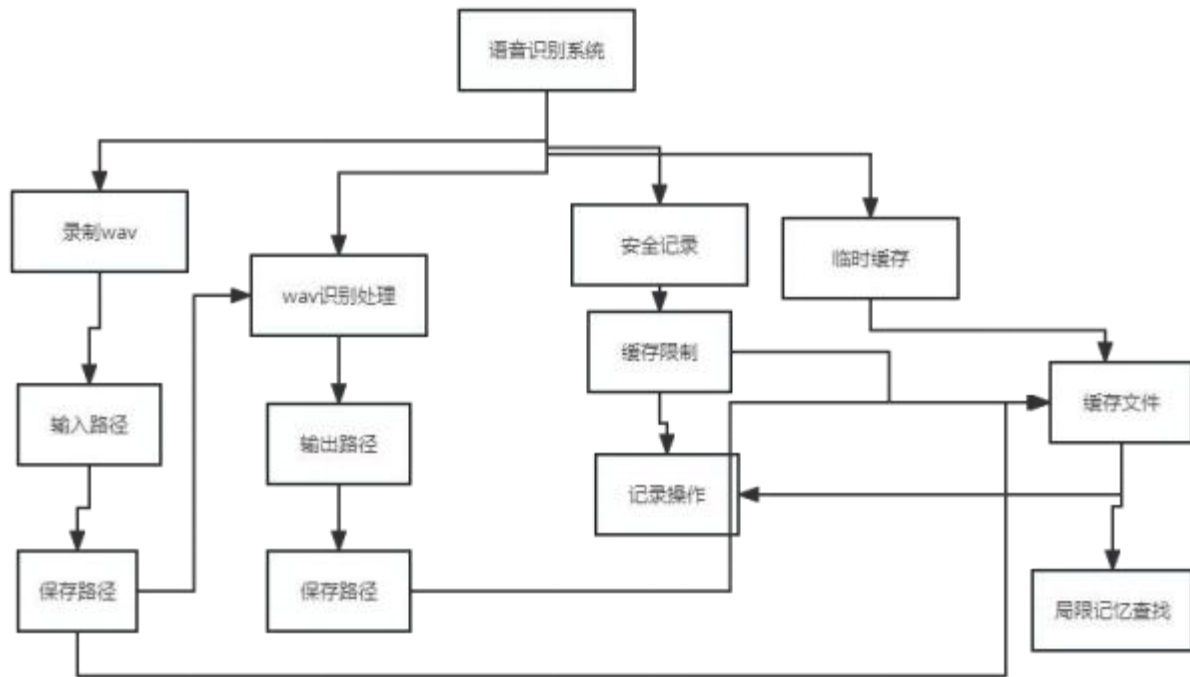 语音识别系统
录制wav
安全记录
临时缓存
wav识别处理
缓存限制
缓存文件
输入路径
输出路径
记录操作
保存路径
保存路径
局限记忆查找